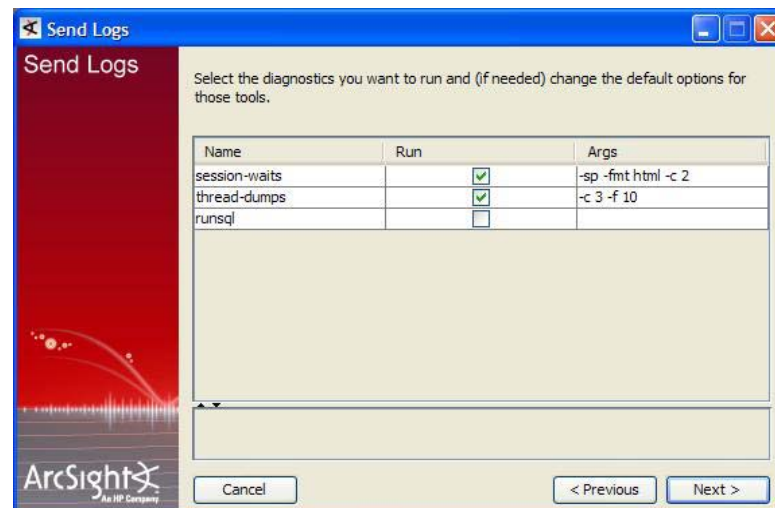 Send Logs
Send Logs
Select the diagnostics you want to run and (if needed) change the default options for
those tools.
Name Run Args
session-waits -sp -fmt html -c 2
thread-dumps -c 3 -f 10
runsql
ArcSight
An HP Company
Cancel < Previous Next >